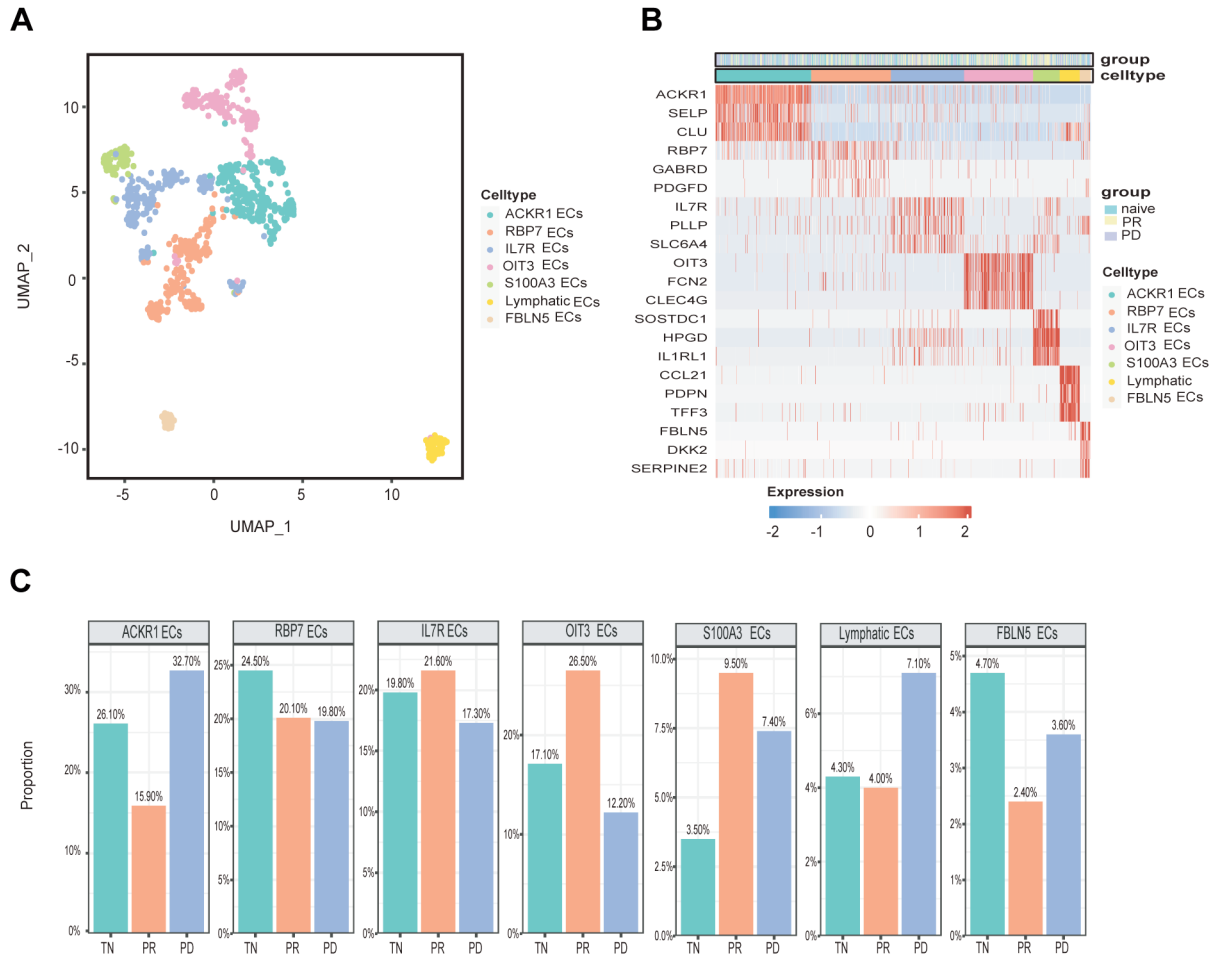 A
10
5
0
-5
-10
-5
0
5
10
UMAP_1
UMAP_2
Celltype
ACKR1 ECs
RBP7 ECs
IL7R ECs
OIT3 ECs
S100A3 ECs
Lymphatic ECs
FBLN5 ECs
B
group
celltype
ACKR1
SELP
CLU
RBP7
GABRD
PDGFD
IL7R
PLLP
SLC6A4
OIT3
FCN2
CLEC4G
SOSTDC1
HPGD
IL1RL1
CCL21
PDPN
TFF3
FBLN5
DKK2
SERPINE2
group
naive
PR
PD
Celltype
ACKR1 ECs
RBP7 ECs
IL7R ECs
OIT3 ECs
S100A3 ECs
Lymphatic
FBLN5 ECs
Expression
-2 -1 0 1 2
C
Proportion
ACKR1 ECs
30%
20%
10%
0%
26.10%
15.90%
32.70%
TN PR PD
RBP7 ECs
25%
20%
15%
10%
5%
0%
24.50%
20.10%
19.80%
TN PR PD
IL7R ECs
20%
15%
10%
5%
0%
19.80%
21.60%
17.30%
TN PR PD
OIT3 ECs
20%
10%
0%
17.10%
26.50%
12.20%
TN PR PD
S100A3 ECs
10.0%
7.5%
5.0%
2.5%
0.0%
3.50%
9.50%
7.40%
TN PR PD
Lymphatic ECs
6%
4%
2%
0%
4.30%
4.00%
7.10%
TN PR PD
FBLN5 ECs
5%
4%
3%
2%
1%
0%
4.70%
2.40%
3.60%
TN PR PD